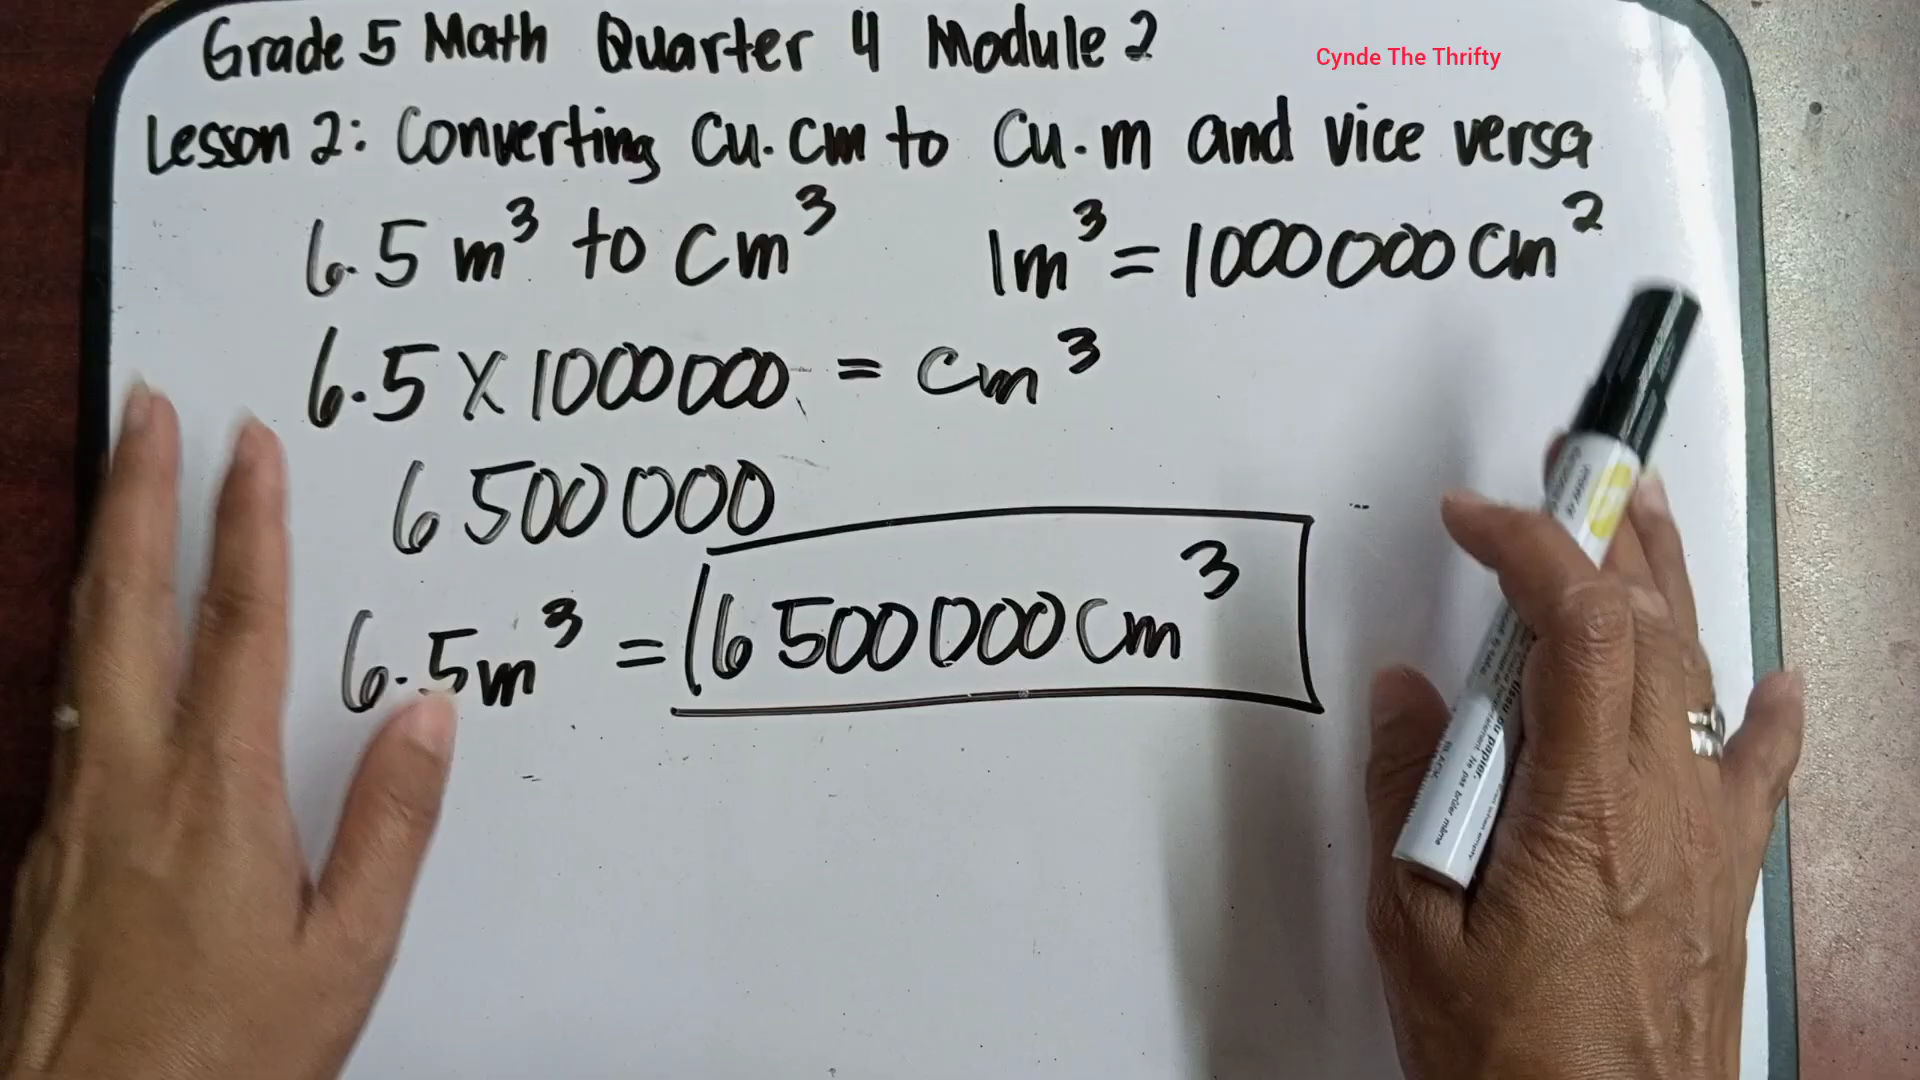 Grade 5 Math Quarter 4 Module 2
Cynde The Thrifty
Lesson 2: Converting Cu. Cm to Cu. m and vice versa
6.5 m³ to cm³
1m³ = 1000000 Cm²
6.5 X 1000000 = cm³
6500000
6.5m³ = 6500000 Cm³